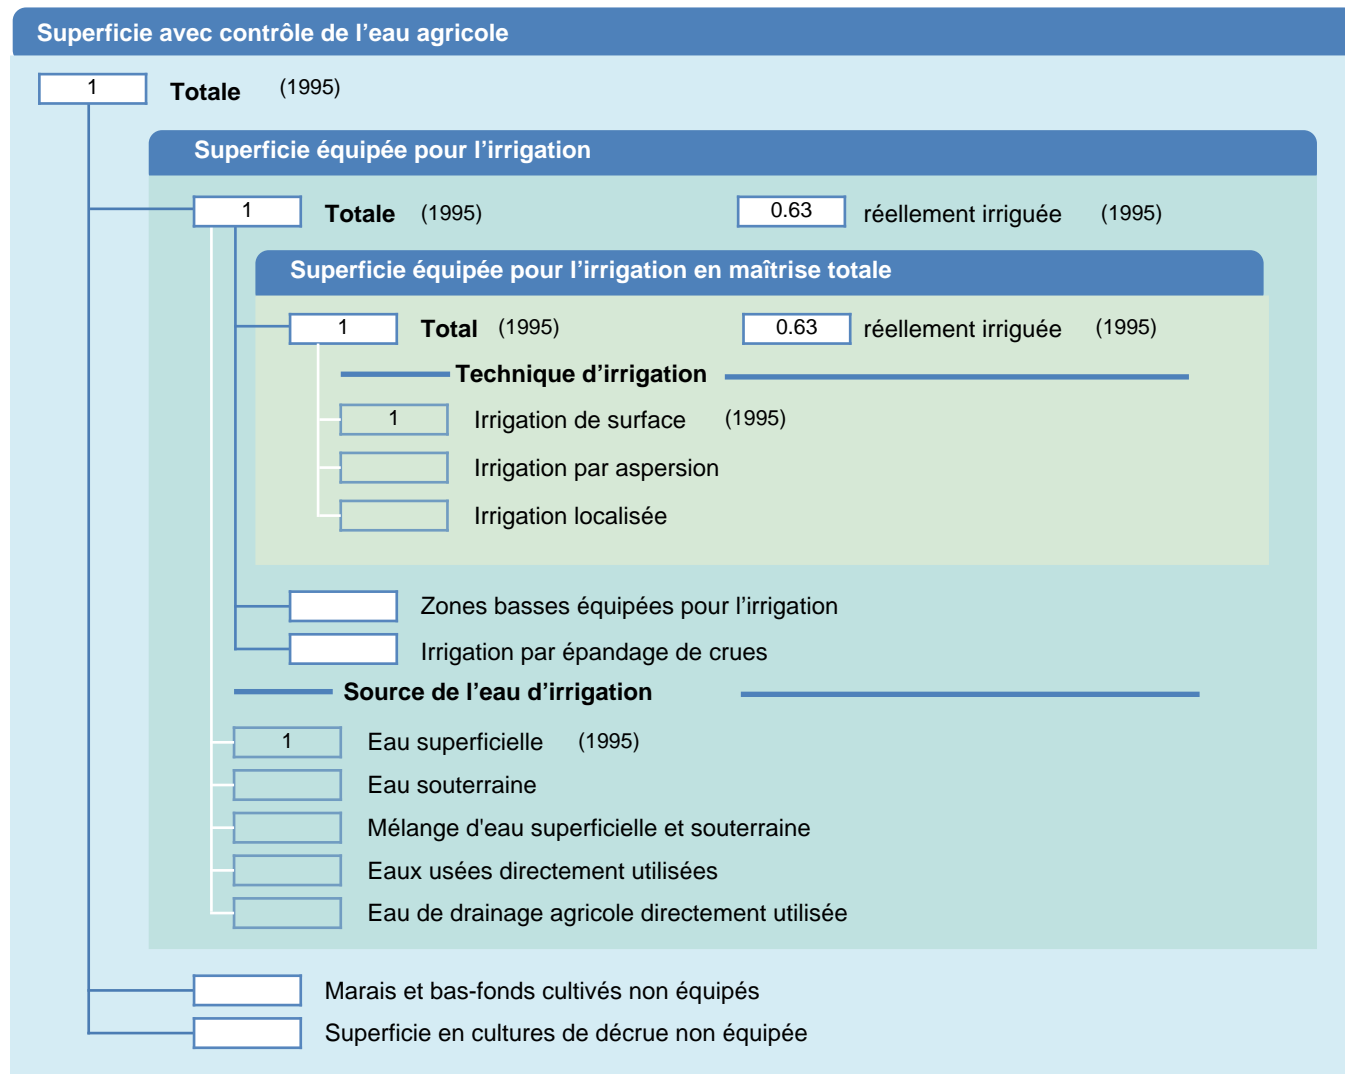 Superficie avec contrôle de l’eau agricole
1 Totale (1995)
Superficie équipée pour l’irrigation
1 Totale (1995) 0.63 réellement irriguée (1995)
Superficie équipée pour l’irrigation en maîtrise totale
1 Total (1995) 0.63 réellement irriguée (1995)
Technique d’irrigation
1 Irrigation de surface (1995)
Irrigation par aspersion
Irrigation localisée
Zones basses équipées pour l’irrigation
Irrigation par épandage de crues
Source de l’eau d’irrigation
1 Eau superficielle (1995)
Eau souterraine
Mélange d'eau superficielle et souterraine
Eaux usées directement utilisées
Eau de drainage agricole directement utilisée
Marais et bas-fonds cultivés non équipés
Superficie en cultures de décrue non équipée